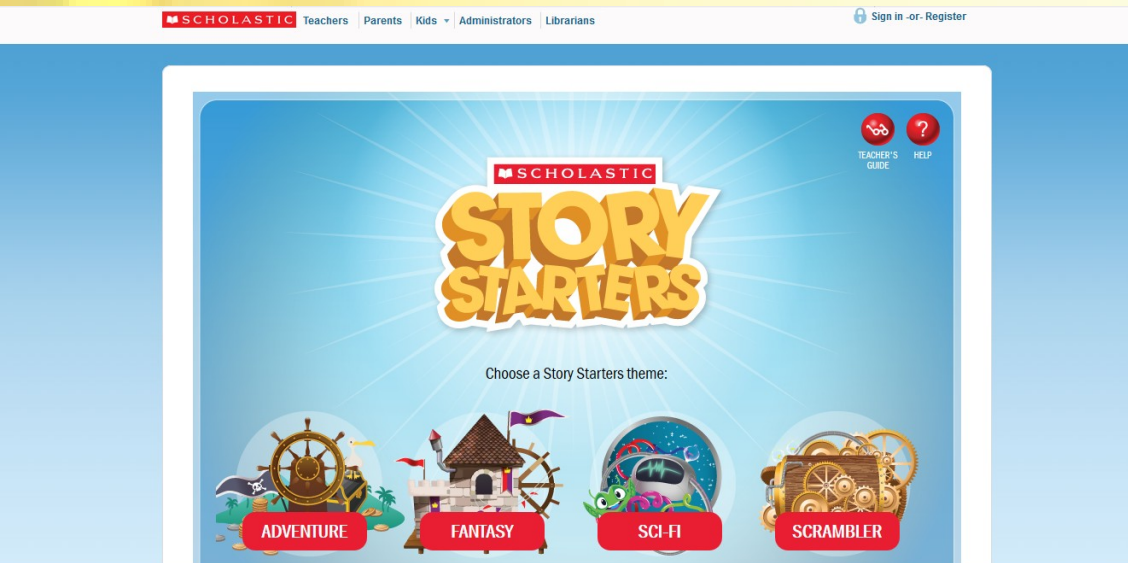 SCHOLASTIC Teachers Parents Kids Administrators Librarians
Sign in -or- Register
TEACHER'S
GUIDE
HELP
SCHOLASTIC
STORY
STARTERS
Choose a Story Starters theme:
ADVENTURE FANTASY SCI-FI SCRAMBLER